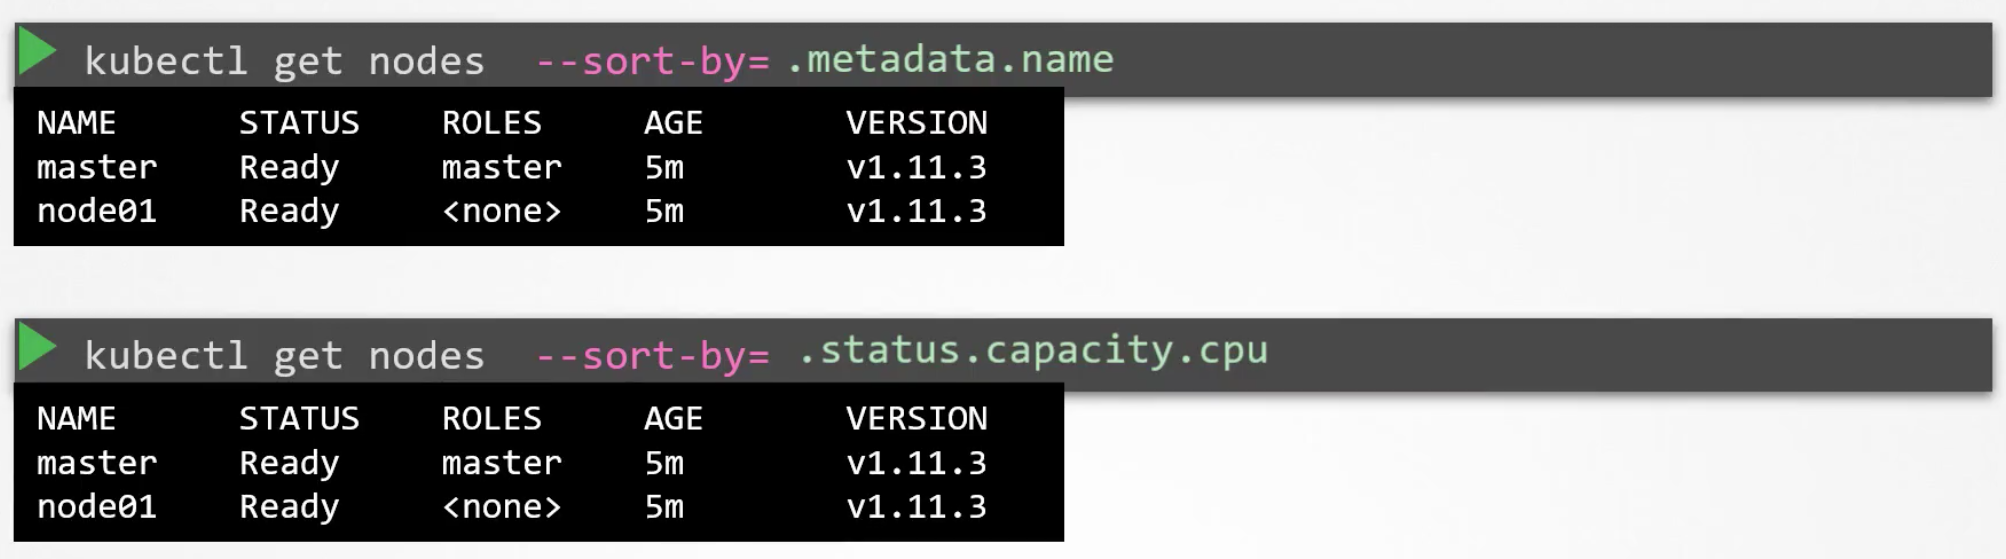 kubectl get nodes --sort-by= .metadata.name
NAME STATUS ROLES AGE VERSION
master Ready master 5m v1.11.3
node01 Ready <none> 5m v1.11.3
kubectl get nodes --sort-by= .status.capacity.cpu
NAME STATUS ROLES AGE VERSION
master Ready master 5m v1.11.3
node01 Ready <none> 5m v1.11.3